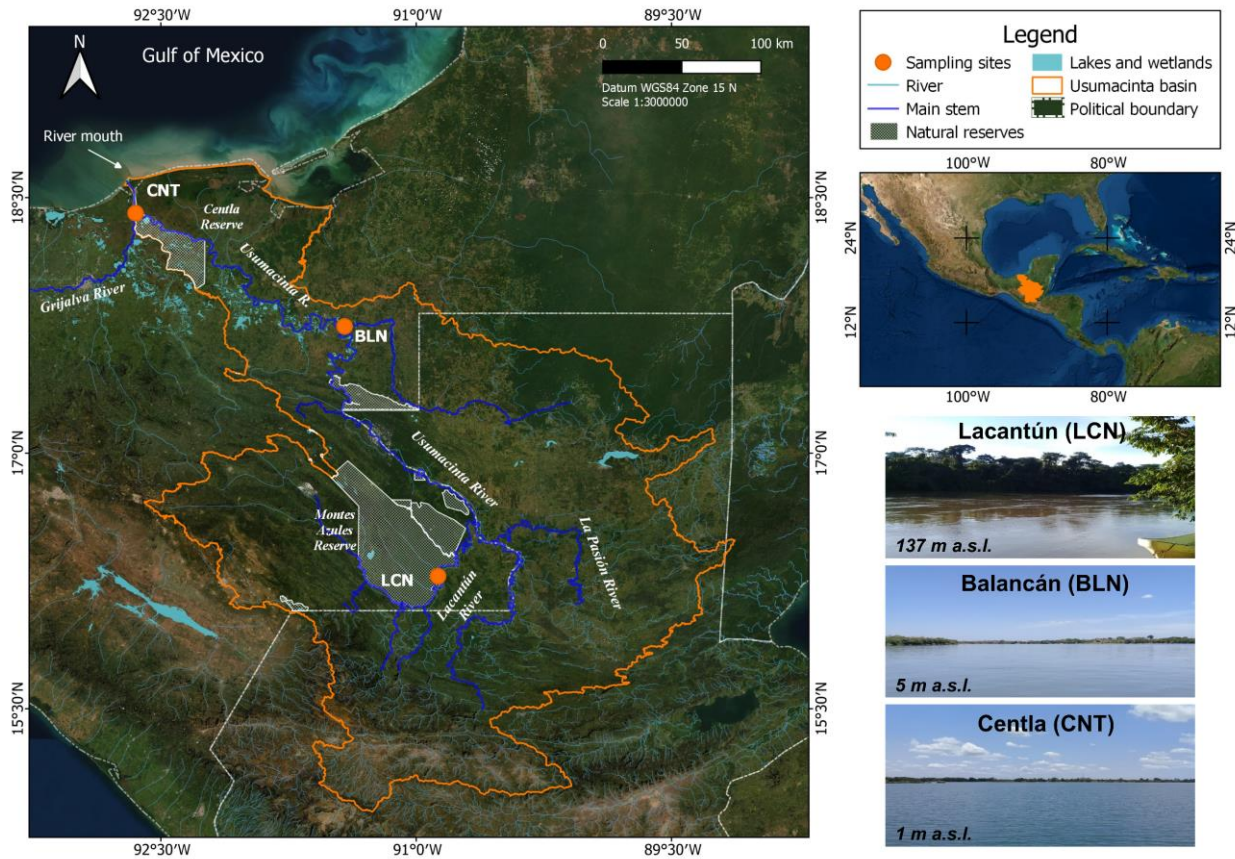 92°30'W
91°0'W
89°30'W
N
Gulf of Mexico
0
50
100 km
Datum WGS84 Zone 15 N
Scale 1:3000000
River mouth
CNT
Centla
Reserve
Usumacinta R.
Grijalva River
BLN
Usumacinta River
Montes
Azules
Reserve
LCN
Lacantún
River
La Pasión River
18°30'N
17°0'N
15°30'N
18°30'N
17°0'N
15°30'N
92°30'W
91°0'W
89°30'W
Legend
Sampling sites
River
Main stem
Natural reserves
Lakes and wetlands
Usumacinta basin
Political boundary
100°W
80°W
24°N
12°N
24°N
12°N
100°W
80°W
Lacantún (LCN)
137 m a.s.l.
Balancán (BLN)
5 m a.s.l.
Centla (CNT)
1 m a.s.l.